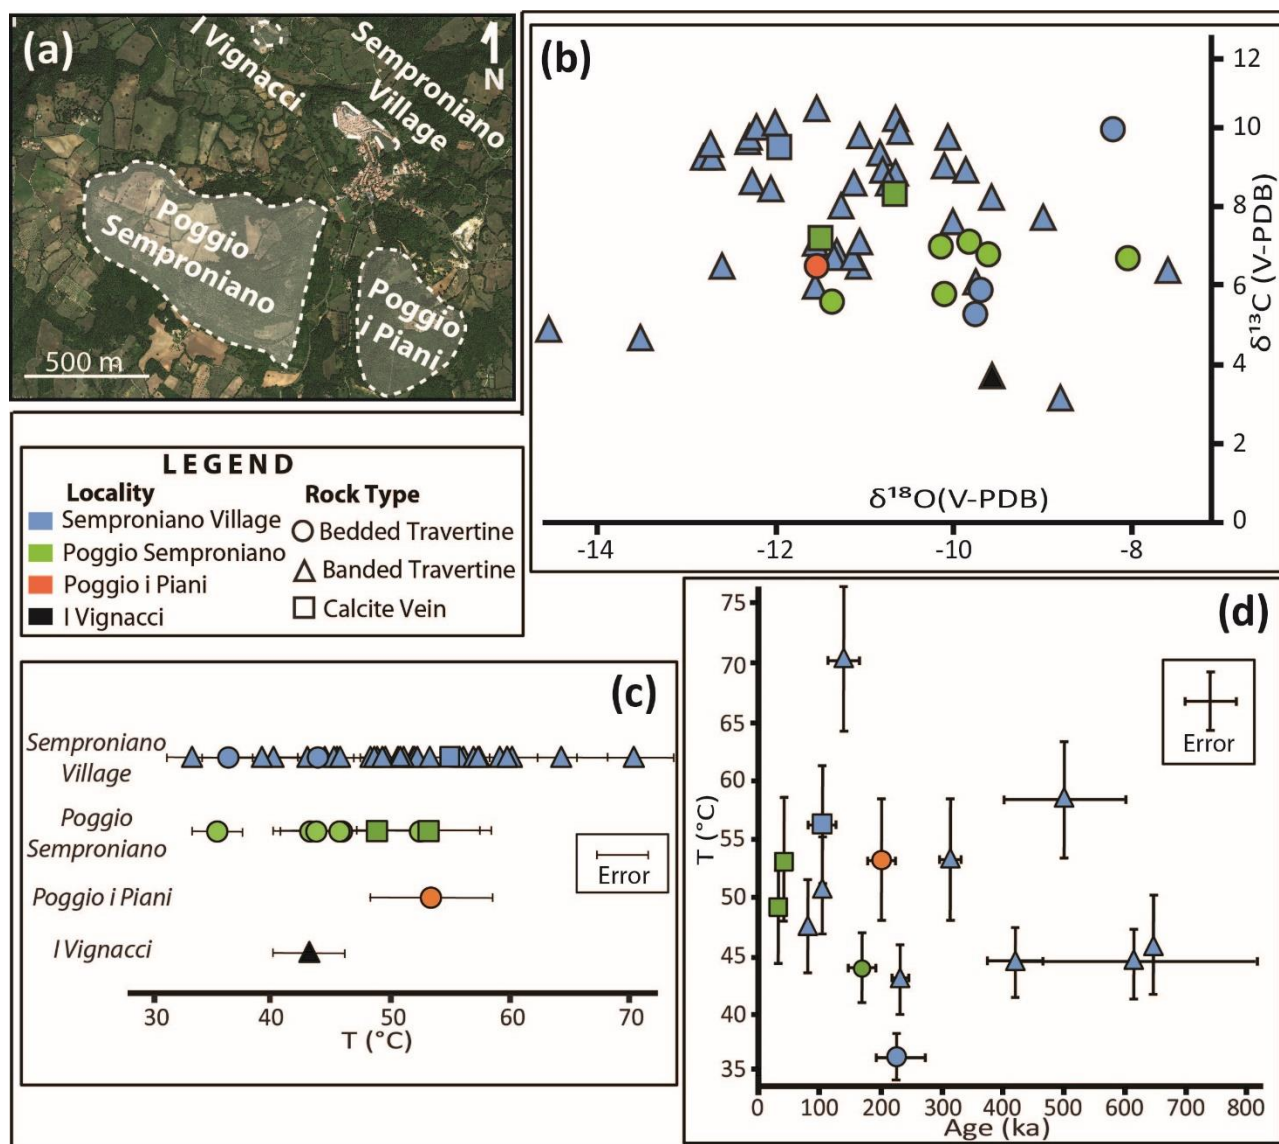 (a)
I Vignacci
Semproniano
Village
N
Poggio
Semproniano
Poggio
i Piani
500 m
(b)
12
10
8
6
4
2
0
δ¹³C (V-PDB)
δ¹⁸O(V-PDB)
-14
-12
-10
-8
LEGEND
Locality
Semproniano Village
Poggio Semproniano
Poggio i Piani
I Vignacci
Rock Type
Bedded Travertine
Banded Travertine
Calcite Vein
(c)
Semproniano
Village
Poggio
Semproniano
Poggio i Piani
I Vignacci
Error
30
40
50
60
70
T (°C)
(d)
75
70
65
60
55
50
45
40
35
T (°C)
Error
0
100
200
300
400
500
600
700
800
Age (ka)